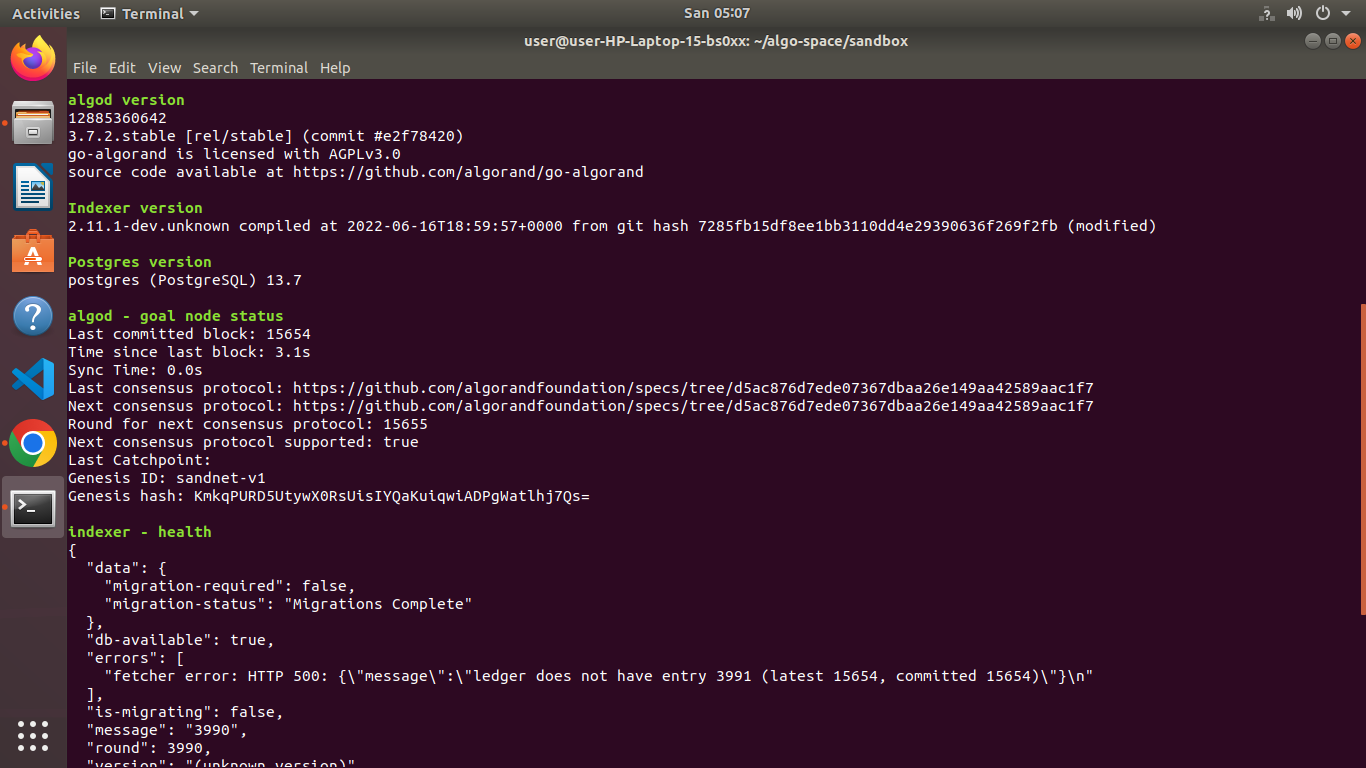 Activities
Terminal
San 05:07
user@user-HP-Laptop-15-bs0xx: ~/algo-space/sandbox
File Edit View Search Terminal Help
algod version
12885360642
3.7.2.stable [rel/stable] (commit #e2f78420)
go-algorand is licensed with AGPLv3.0
source code available at https://github.com/algorand/go-algorand
Indexer version
2.11.1-dev.unknown compiled at 2022-06-16T18:59:57+0000 from git hash 7285fb15df8ee1bb3110dd4e29390636f269f2fb (modified)
Postgres version
postgres (PostgreSQL) 13.7
algod - goal node status
Last committed block: 15654
Time since last block: 3.1s
Sync Time: 0.0s
Last consensus protocol: https://github.com/algorandfoundation/specs/tree/d5ac876d7ede07367dbaa26e149aa42589aac1f7
Next consensus protocol: https://github.com/algorandfoundation/specs/tree/d5ac876d7ede07367dbaa26e149aa42589aac1f7
Round for next consensus protocol: 15655
Next consensus protocol supported: true
Last Catchpoint:
Genesis ID: sandnet-v1
Genesis hash: KmkqPURD5UtywX0RsUisIYQaKuiqwiADPgWatlhj7Qs=
indexer - health
{
  "data": {
    "migration-required": false,
    "migration-status": "Migrations Complete"
  },
  "db-available": true,
  "errors": [
    "fetcher error: HTTP 500: {\"message\":\"ledger does not have entry 3991 (latest 15654, committed 15654)\"}\n"
  ],
  "is-migrating": false,
  "message": "3990",
  "round": 3990,
  "version": "(unknown version)"